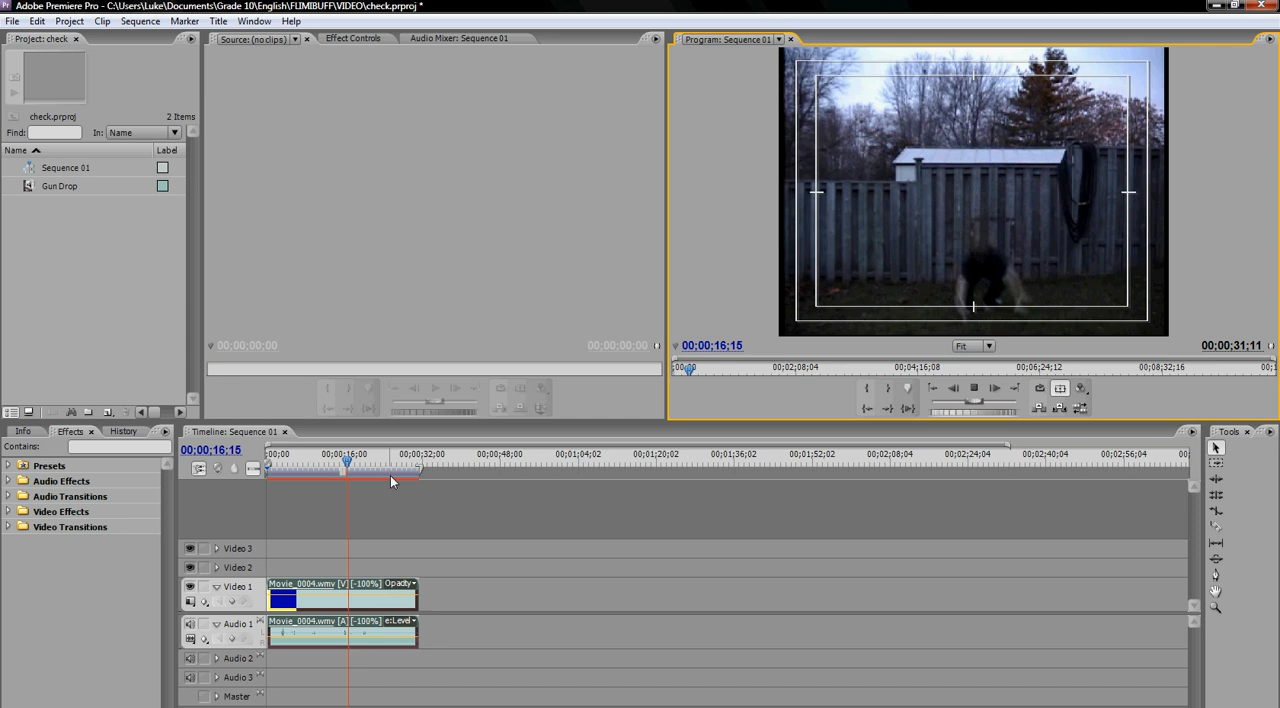 Adobe Premiere Pro - C:\Users\Luke\Documents\Grade 10\English\FLIMIBUFF\VIDEO\check.prproj *
File Edit Project Clip Sequence Marker Title Window Help
Project: check
Source: (no clips) Effect Controls Audio Mixer: Sequence 01
Program: Sequence 01
check.prproj 2 Items
Find: In: Name
Name Label
Sequence 01
Gun Drop
00;00;00;00 00;00;00;00
00;00;16;15 Fit 00;00;31;11
;00;00 00;02;08;04 00;04;16;08 00;06;24;12 00;08;32;16 00;1
Info Effects History
Contains:
Presets
Audio Effects
Audio Transitions
Video Effects
Video Transitions
Timeline: Sequence 01
00;00;16;15
;00;00 00;00;16;00 00;00;32;00 00;00;48;00 00;01;04;02 00;01;20;02 00;01;36;02 00;01;52;02 00;02;08;04 00;02;24;04 00;02;40;04 00;02;56;04 00;
Video 3
Video 2
Video 1 Movie_0004.wmv [V] [-100%] Opacity
Audio 1 Movie_0004.wmv [A] [-100%] e:Level
L
R
Audio 2
Audio 3
Master
Tools